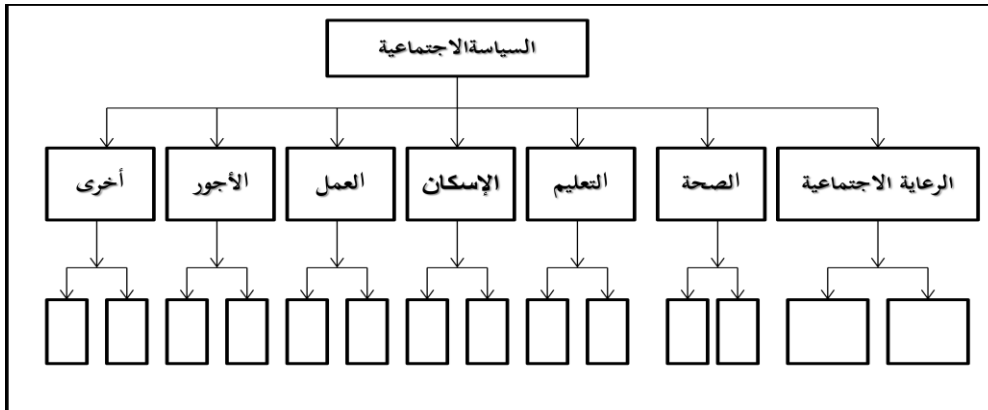 السياسةالاجتماعية
الرعاية الاجتماعية
الصحة
التعليم
الإسكان
العمل
الأجور
أخرى